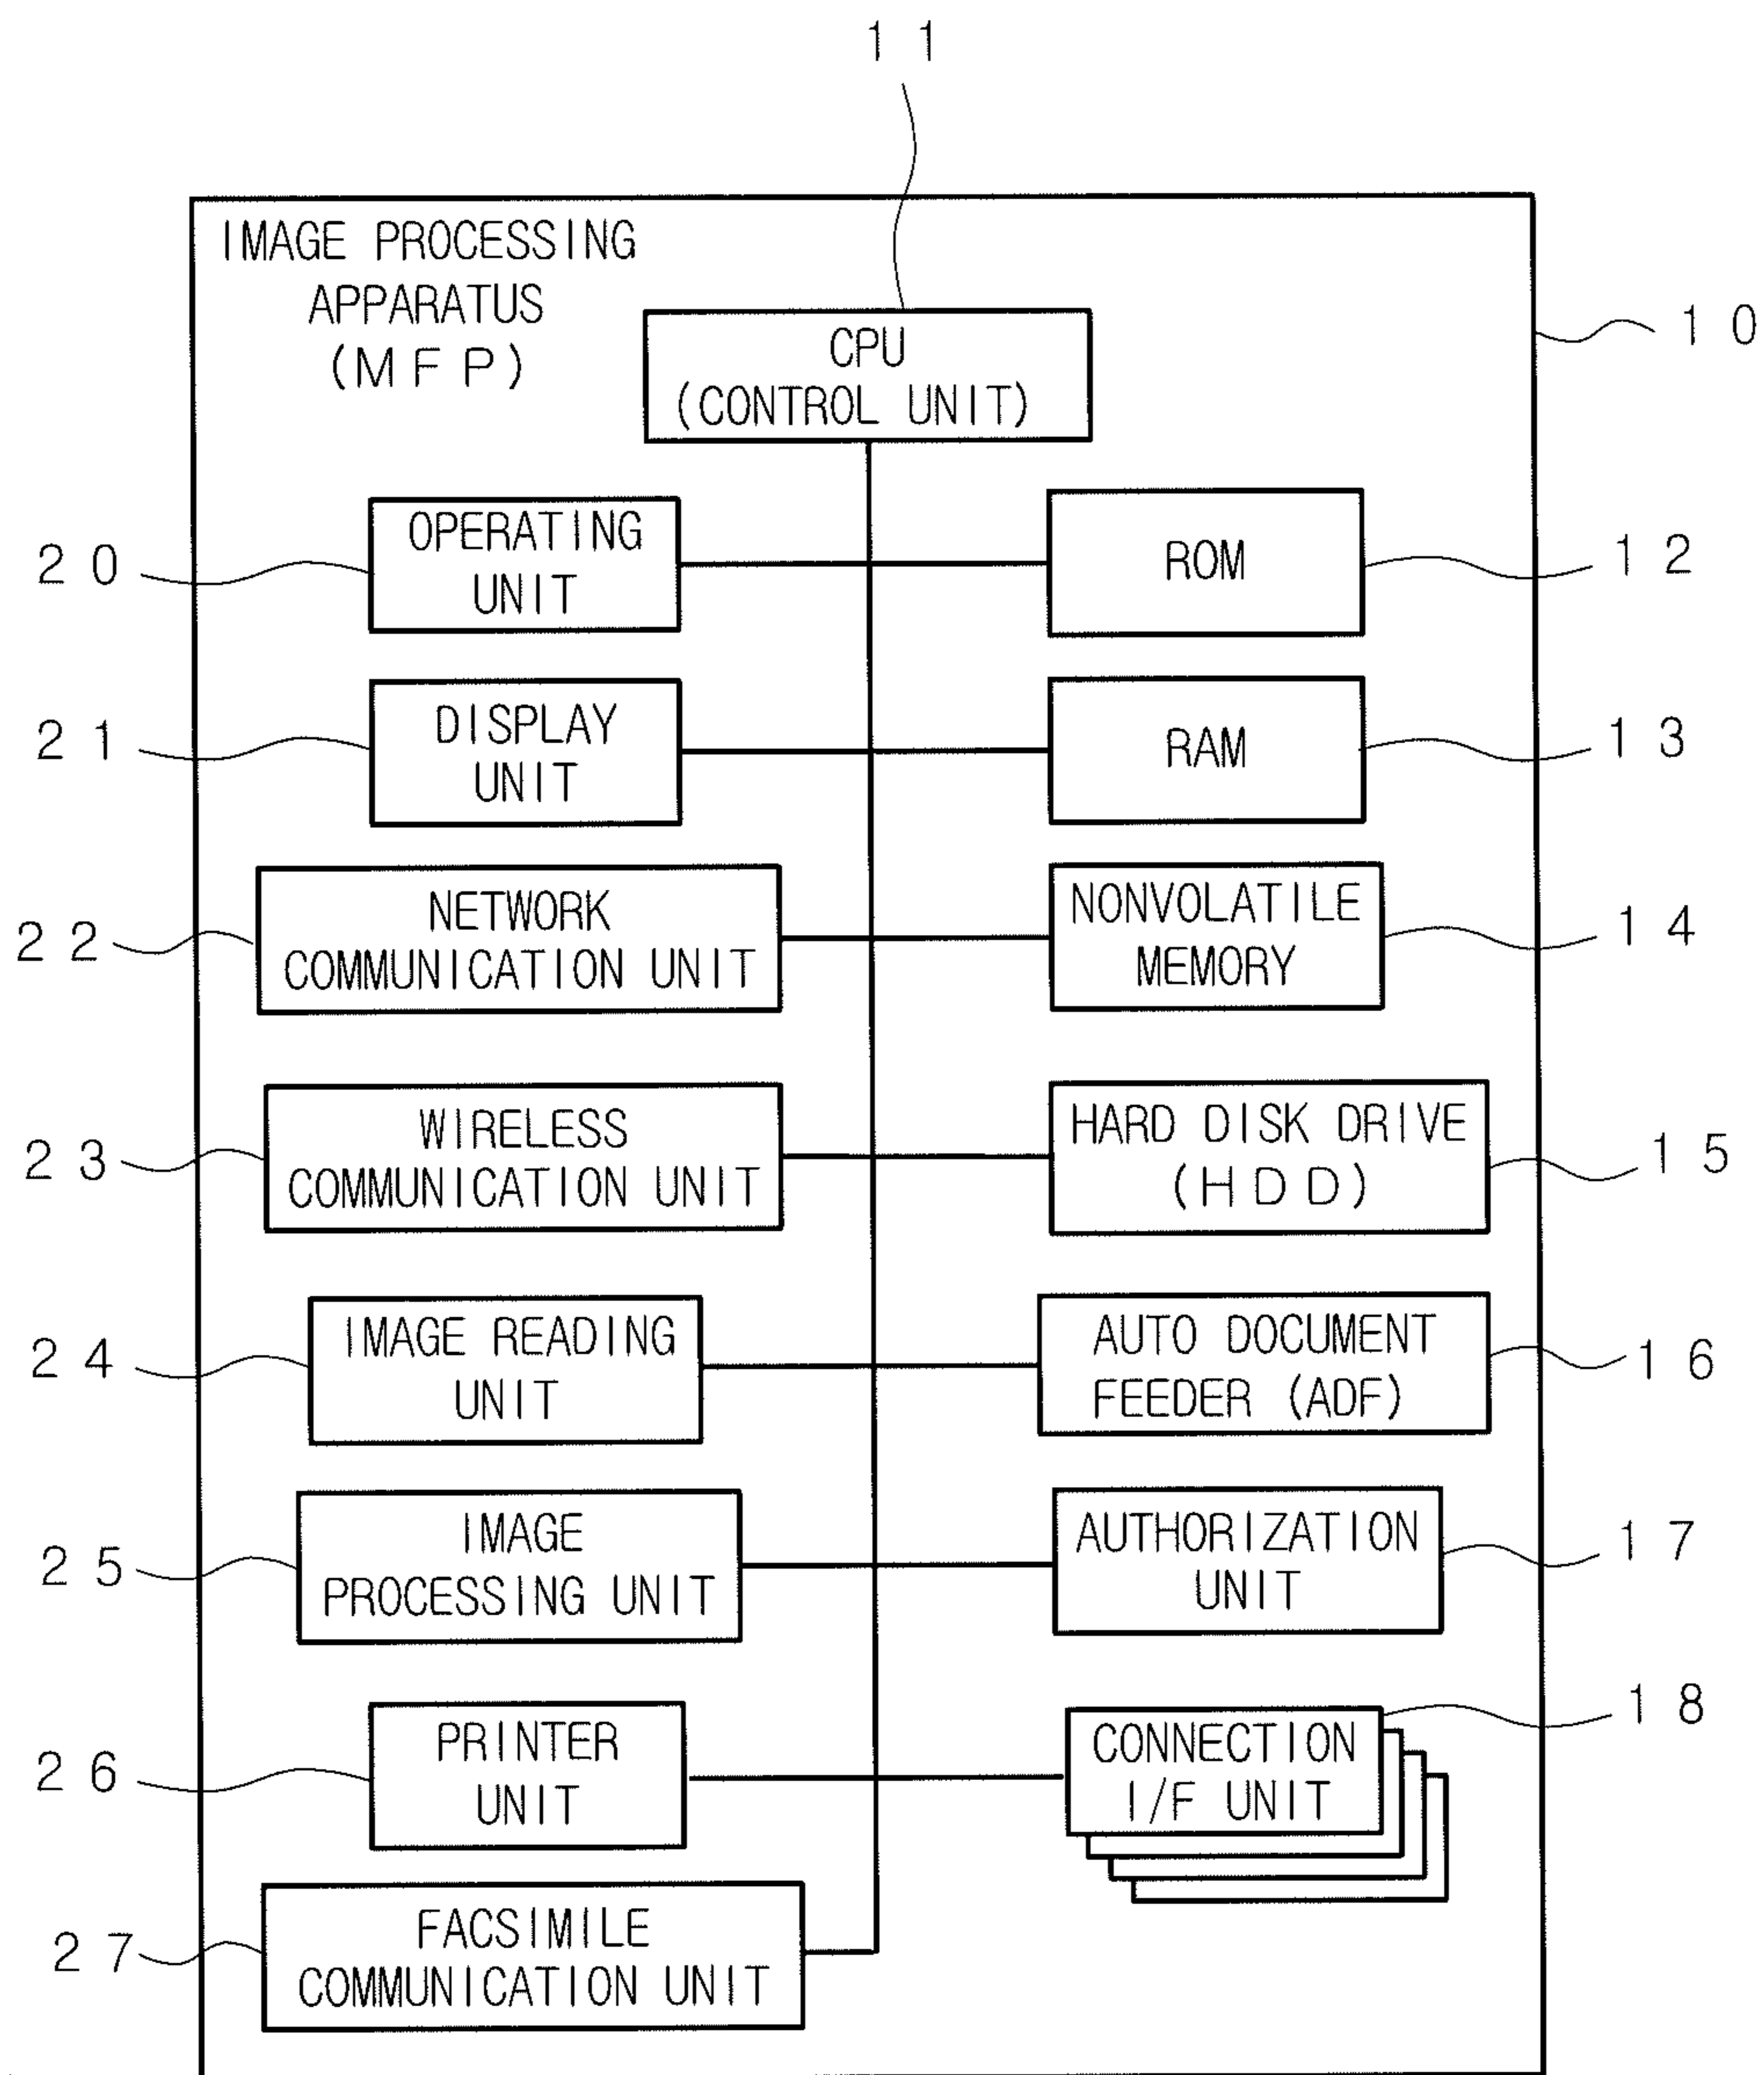 11
IMAGE PROCESSING
APPARATUS
(MFP)
10
CPU
(CONTROL UNIT)
20
OPERATING
UNIT
ROM
12
21
DISPLAY
UNIT
RAM
13
22
NETWORK
COMMUNICATION UNIT
NONVOLATILE
MEMORY
14
23
WIRELESS
COMMUNICATION UNIT
HARD DISK DRIVE
(HDD)
15
24
IMAGE READING
UNIT
AUTO DOCUMENT
FEEDER (ADF)
16
25
IMAGE
PROCESSING UNIT
AUTHORIZATION
UNIT
17
26
PRINTER
UNIT
CONNECTION
I/F UNIT
18
27
FACSIMILE
COMMUNICATION UNIT